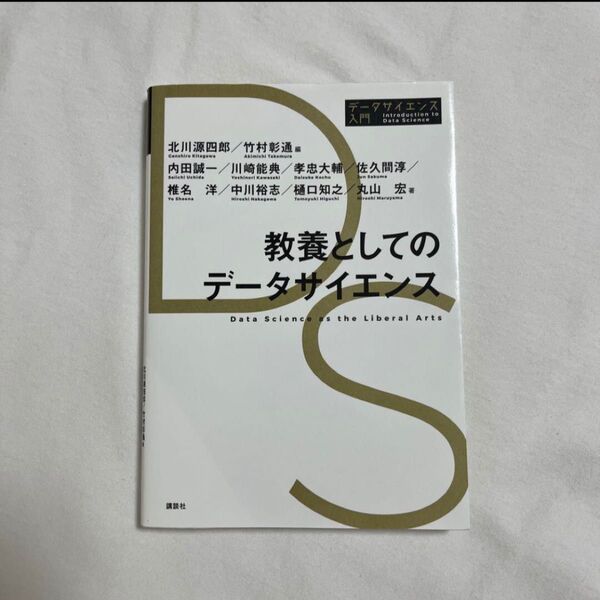 データサイエンス
入門 Introduction to
Data Science
北川源四郎／竹村彰通 編
Genshiro Kitagawa Akimichi Takemura
内田誠一／川崎能典／孝忠大輔／佐久間淳／
Seiichi Uchida Yoshinori Kawasaki Daisuke Kochu Jun Sakuma
椎名 洋／中川裕志／樋口知之／丸山 宏 著
Yo Sheena Hiroshi Nakagawa Tomoyuki Higuchi Hiroshi Maruyama
教養としての
データサイエンス
Data Science as the Liberal Arts
DS
講談社